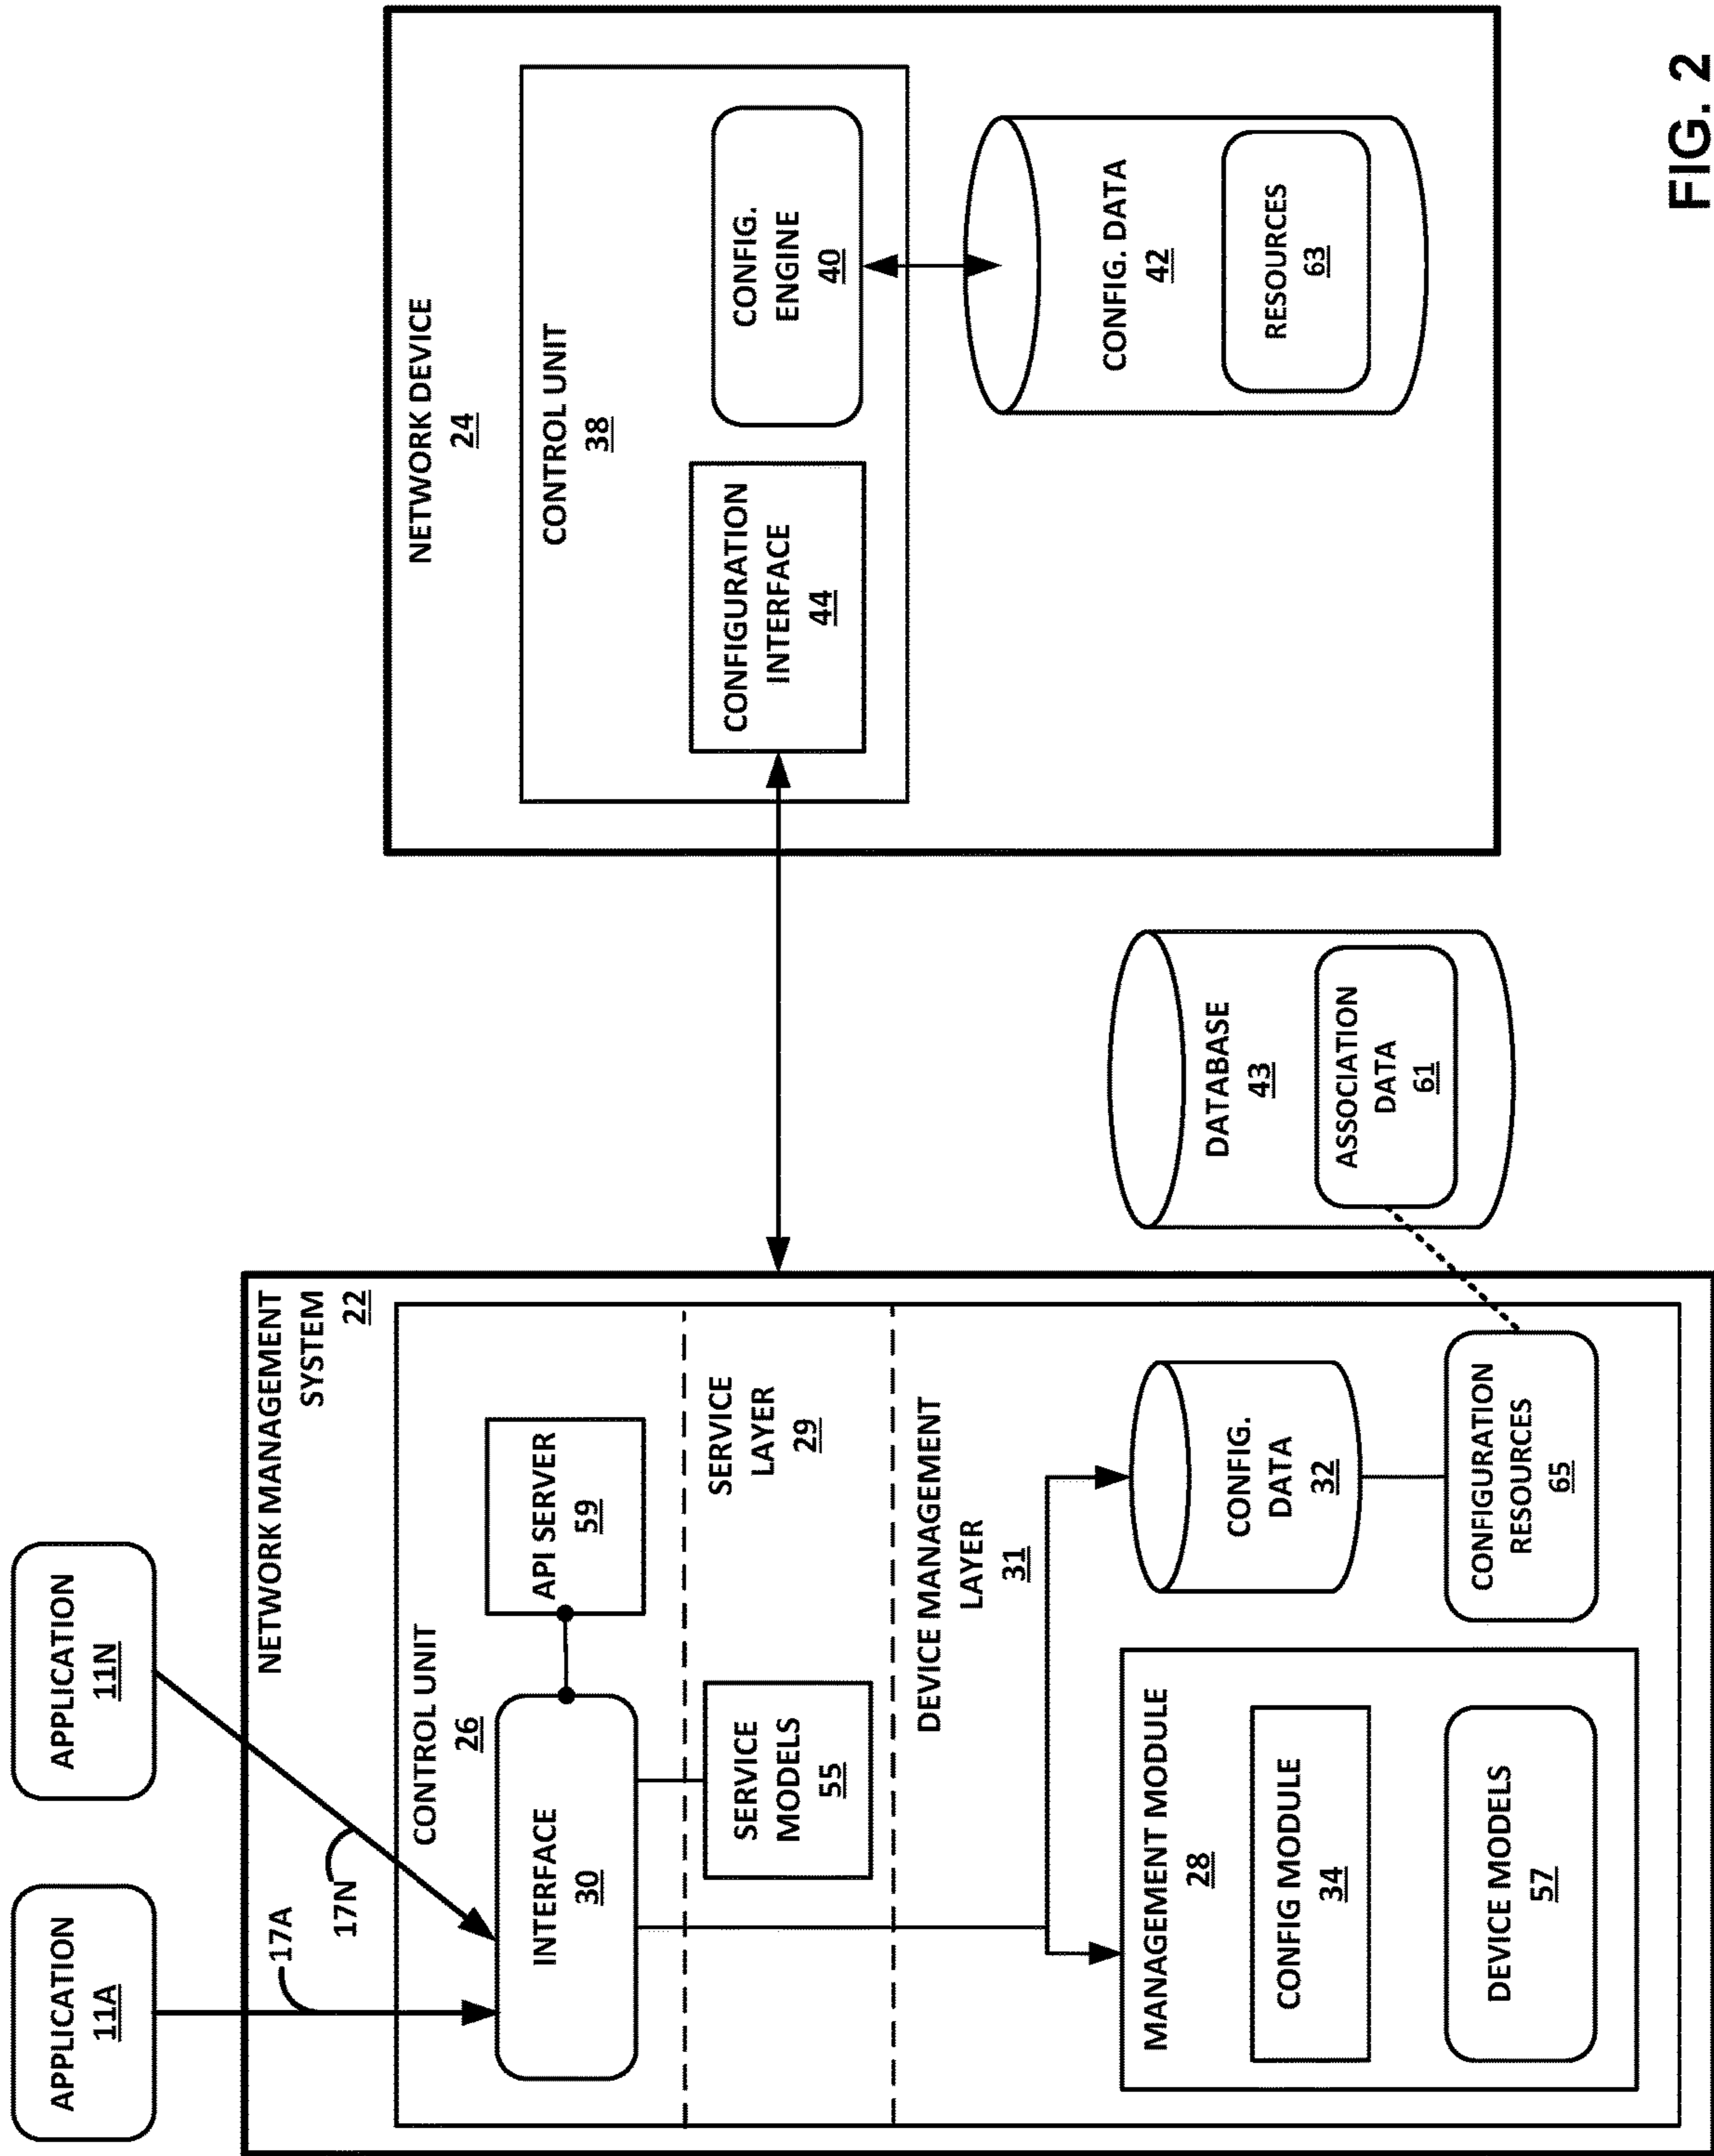 APPLICATION
11A
APPLICATION
11N
17A
17N
NETWORK MANAGEMENT
SYSTEM
22
CONTROL UNIT
26
INTERFACE
30
API SERVER
59
SERVICE
LAYER
29
SERVICE
MODELS
55
DEVICE MANAGEMENT
LAYER
31
MANAGEMENT MODULE
28
CONFIG MODULE
34
DEVICE MODELS
57
CONFIG.
DATA
32
CONFIGURATION
RESOURCES
65
DATABASE
43
ASSOCIATION
DATA
61
NETWORK DEVICE
24
CONTROL UNIT
38
CONFIGURATION
INTERFACE
44
CONFIG.
ENGINE
40
CONFIG. DATA
42
RESOURCES
63
FIG. 2